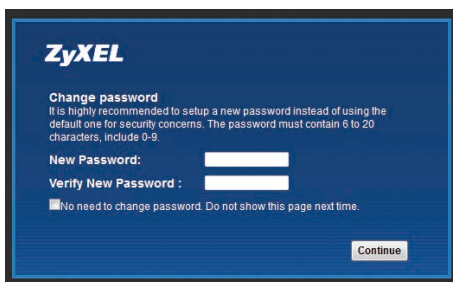 ZyXEL
Change password
It is highly recommended to setup a new password instead of using the
default one for security concerns. The password must contain 6 to 20
characters, include 0-9.
New Password:
Verify New Password :
No need to change password. Do not show this page next time.
Continue